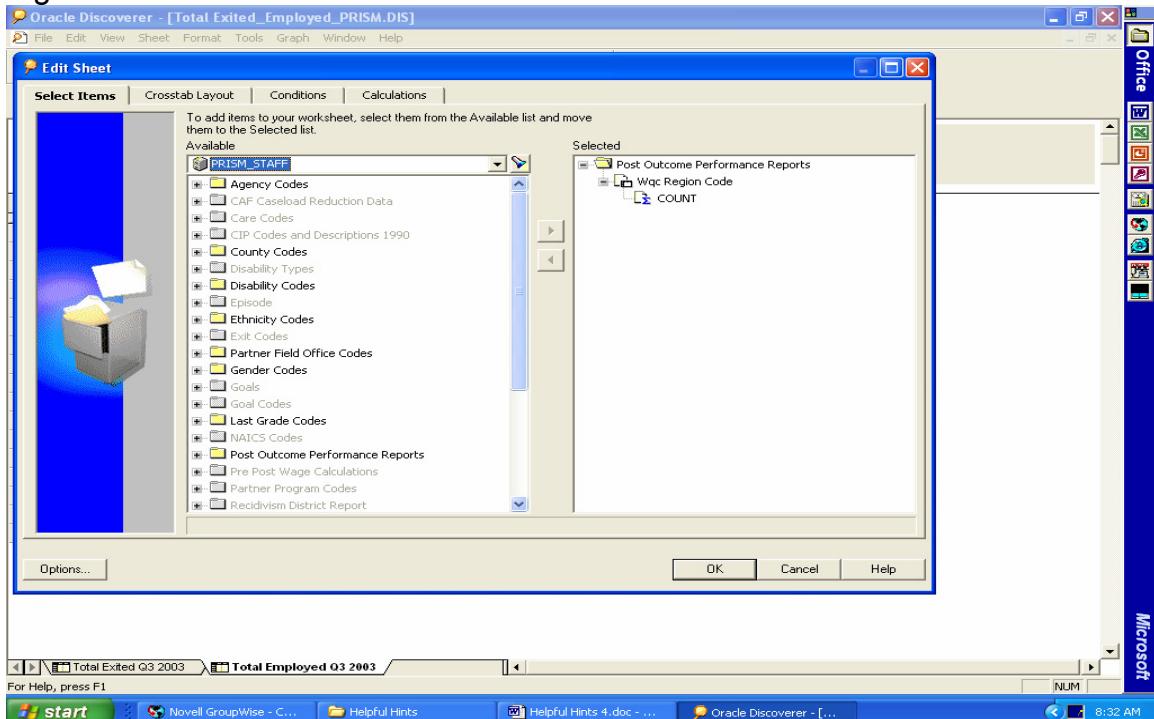 Oracle Discoverer - [Total Exited_Employed_PRISM.DIS]
File Edit View Sheet Format Tools Graph Window Help
Edit Sheet
Select Items Crosstab Layout Conditions Calculations
To add items to your worksheet, select them from the Available list and move
them to the Selected list.
Available
PRISM_STAFF
Agency Codes
CAF Caseload Reduction Data
Care Codes
CIP Codes and Descriptions 1990
County Codes
Disability Types
Disability Codes
Episode
Ethnicity Codes
Exit Codes
Partner Field Office Codes
Gender Codes
Goals
Goal Codes
Last Grade Codes
NAICS Codes
Post Outcome Performance Reports
Pre Post Wage Calculations
Partner Program Codes
Recidivism District Report
Selected
Post Outcome Performance Reports
Wqc Region Code
COUNT
Options...
OK Cancel Help
Office
Microsoft
Total Exited Q3 2003 Total Employed Q3 2003
For Help, press F1
NUM
start Novell GroupWise - C... Helpful Hints Helpful Hints 4.doc - ... Oracle Discoverer - [... 8:32 AM